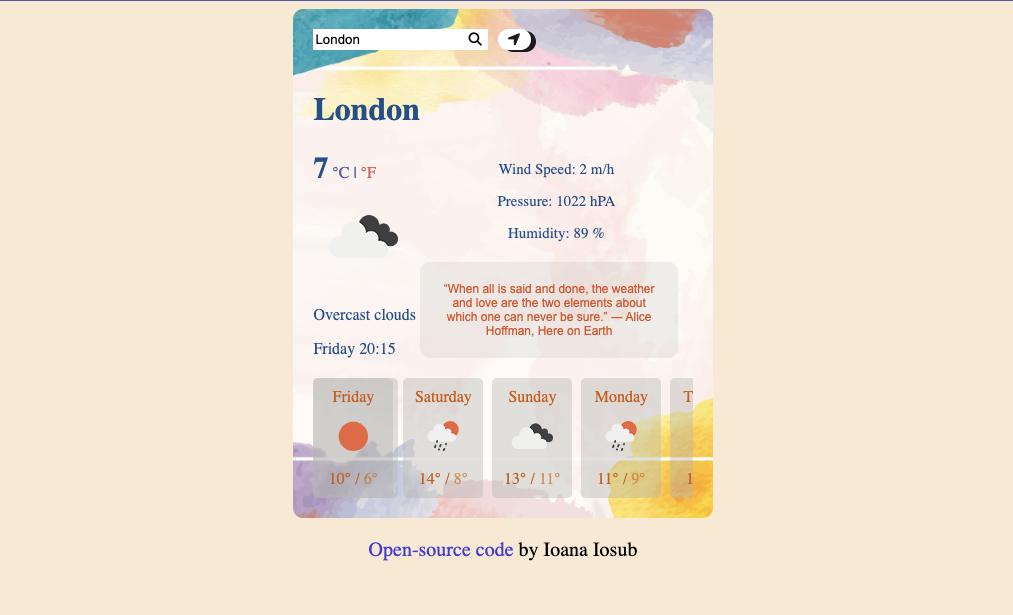 London
London
7 °C | °F
Wind Speed: 2 m/h
Pressure: 1022 hPA
Humidity: 89 %
“When all is said and done, the weather
and love are the two elements about
which one can never be sure.” — Alice
Hoffman, Here on Earth
Overcast clouds
Friday 20:15
Friday Saturday Sunday Monday T
10° / 6° 14° / 8° 13° / 11° 11° / 9° 1
Open-source code by Ioana Iosub